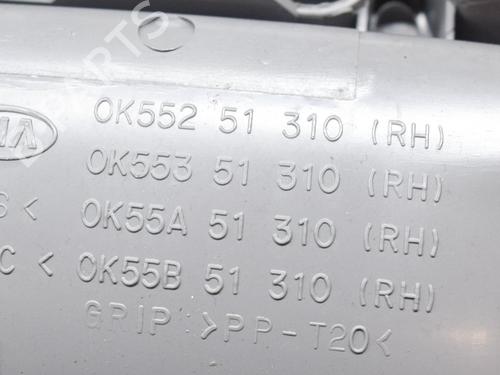 KIA 0K552 51 310 (RH)
0K553 51 310 (RH)
S < 0K55A 51 310 (RH)
C < 0K55B 51 310 (RH)
GRIP >PP-T20<